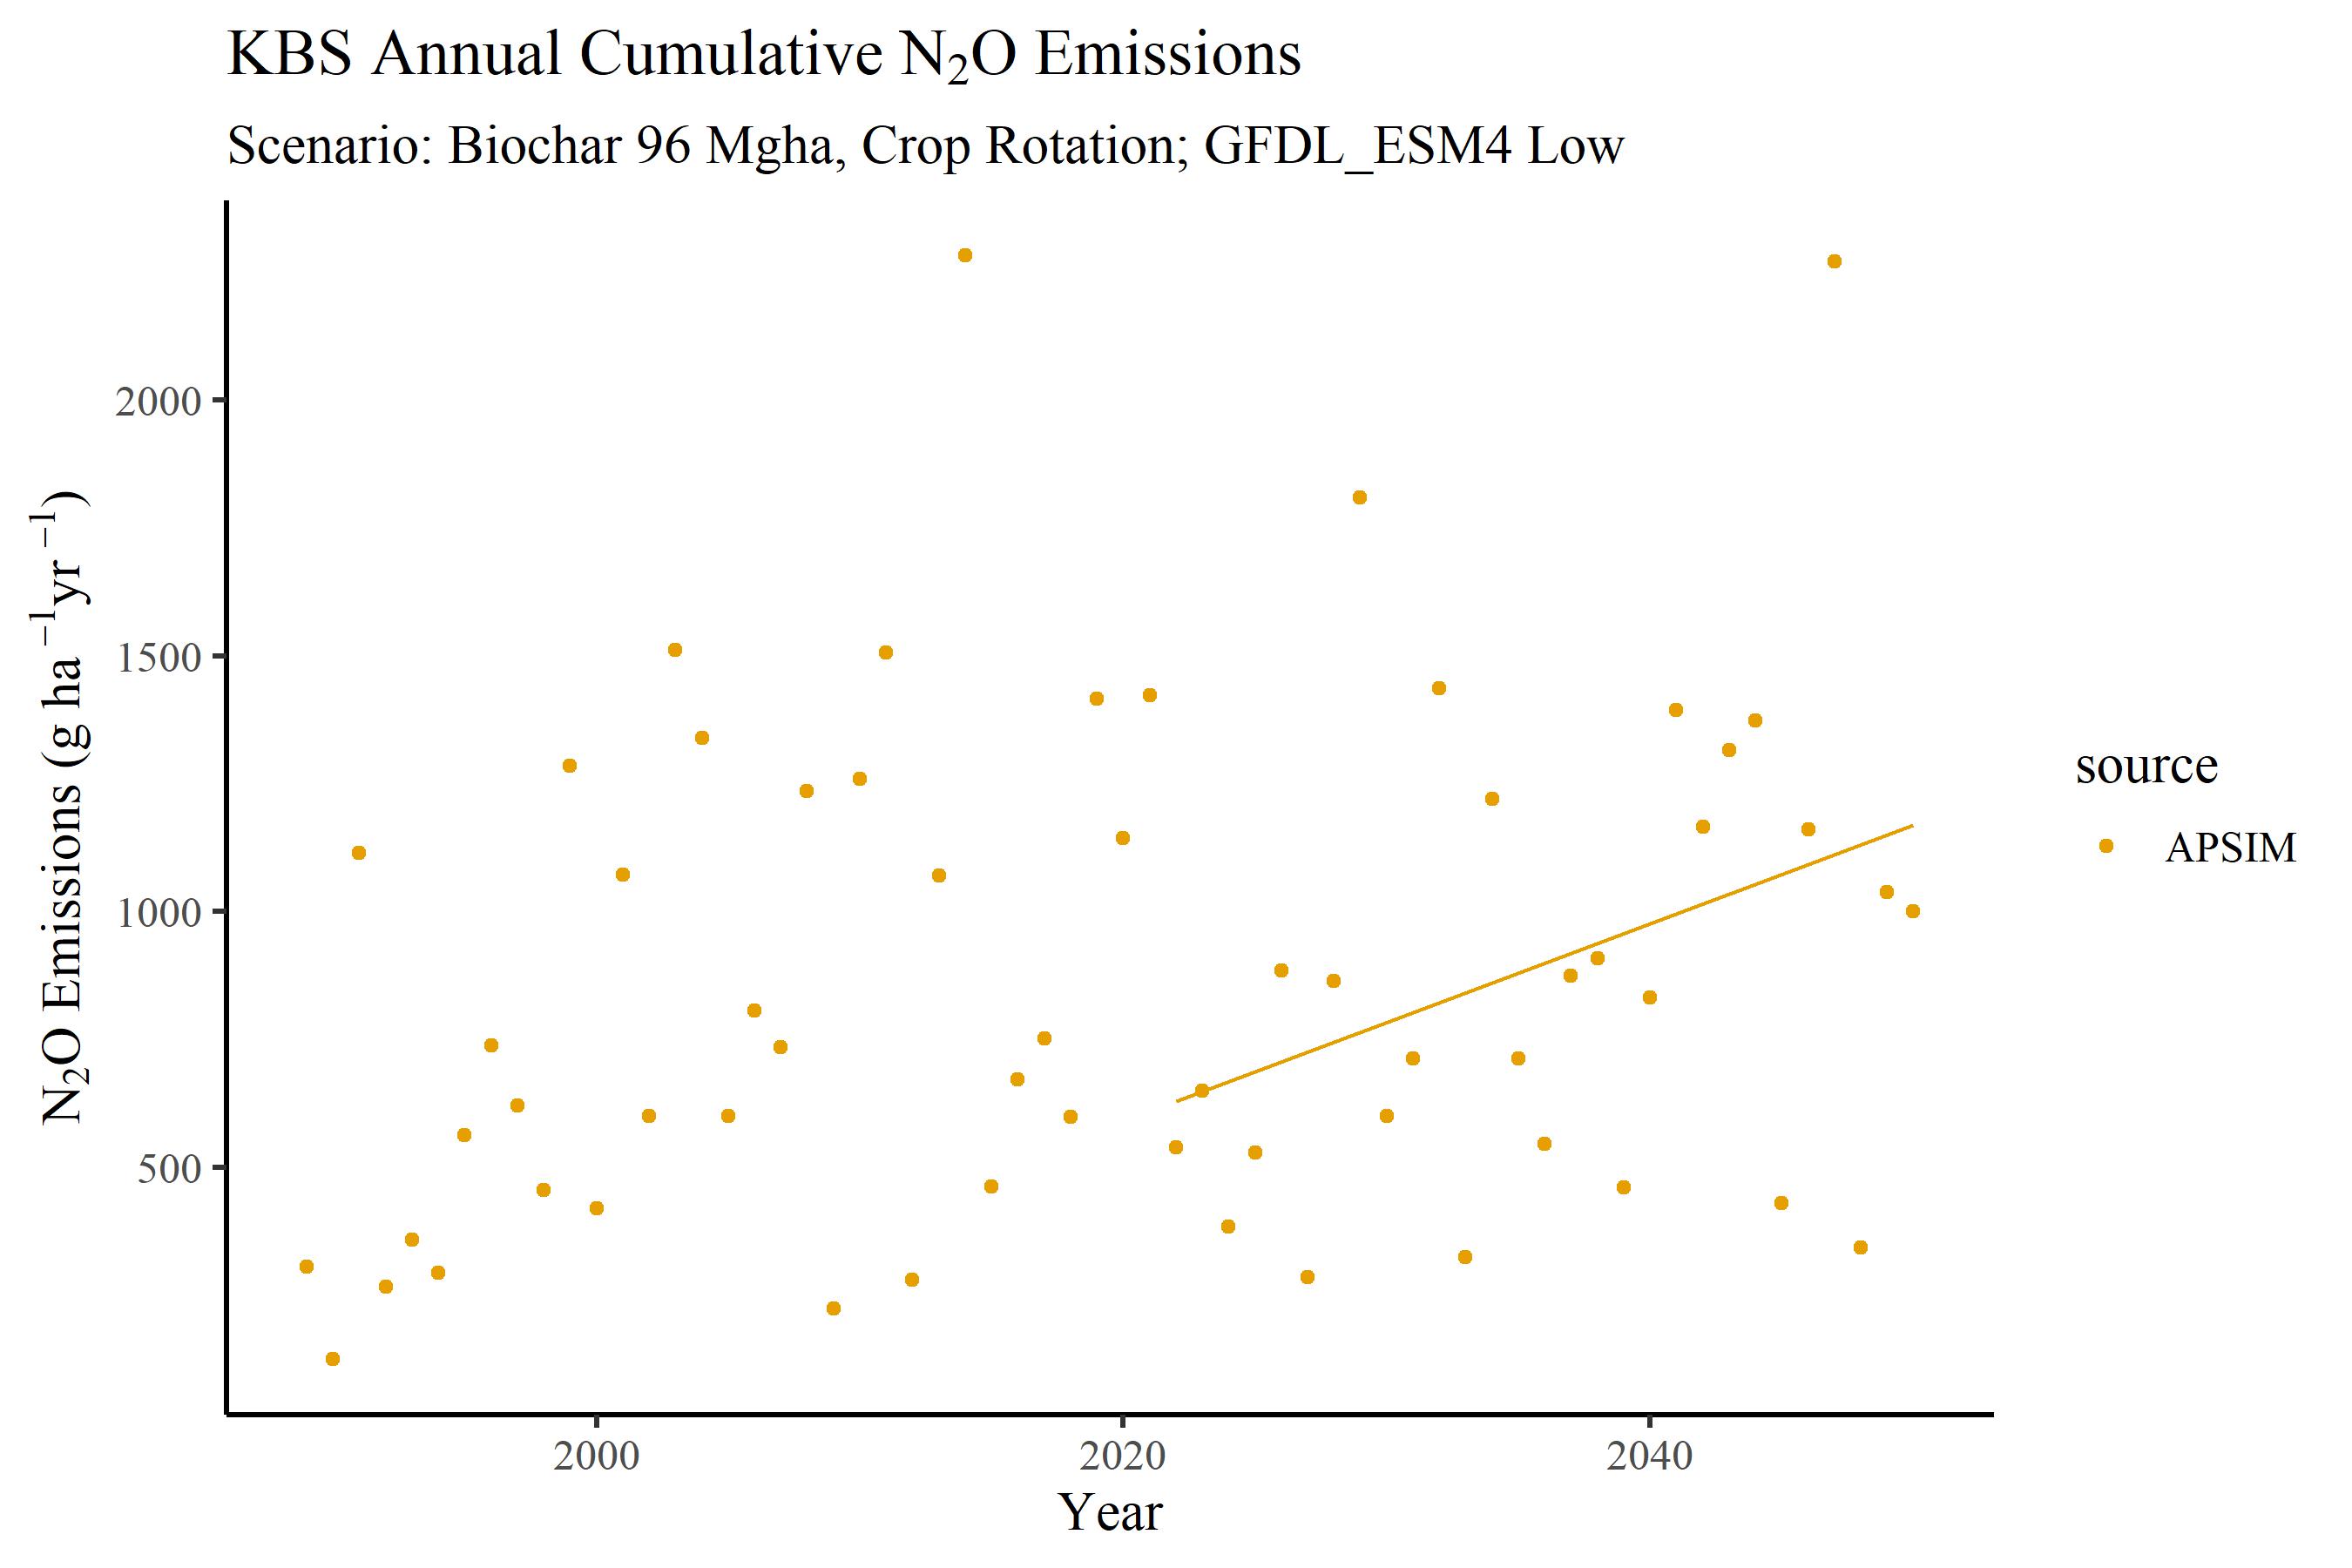 KBS Annual Cumulative N₂O Emissions
Scenario: Biochar 96 Mgha, Crop Rotation; GFDL_ESM4 Low
N₂O Emissions (g ha⁻¹yr⁻¹)
2000
1500
1000
500
2000 2020 2040
Year
source
APSIM